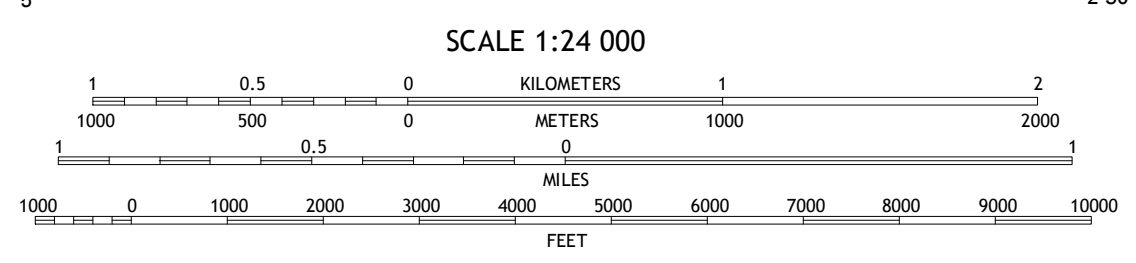 5
SCALE 1:24 000
1 0.5 0 KILOMETERS 1 2
1000 500 0 METERS 1000 2000
1 0.5 0 1
MILES
1000 0 1000 2000 3000 4000 5000 6000 7000 8000 9000 10000
FEET